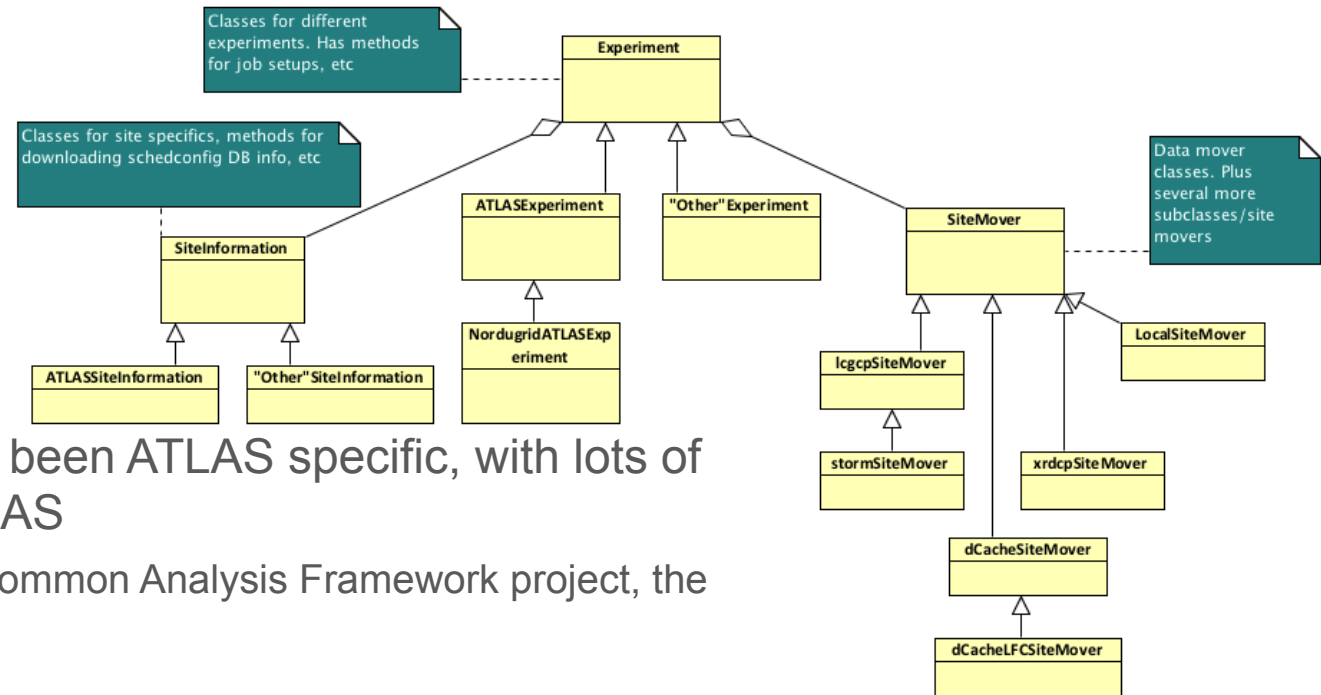 Classes for different
experiments. Has methods
for job setups, etc
Experiment
Classes for site specifics, methods for
downloading schedconfig DB info, etc
Data mover
classes. Plus
several more
subclasses/site
movers
ATLASExperiment
"Other"Experiment
SiteMover
SiteInformation
NordugridATLASExp
eriment
LocalSiteMover
lcgcpSiteMover
ATLASSiteInformation
"Other"SiteInformation
been ATLAS specific, with lots of
AS
stormSiteMover
xrdcpSiteMover
ommon Analysis Framework project, the
dCacheSiteMover
dCacheLFCSiteMover